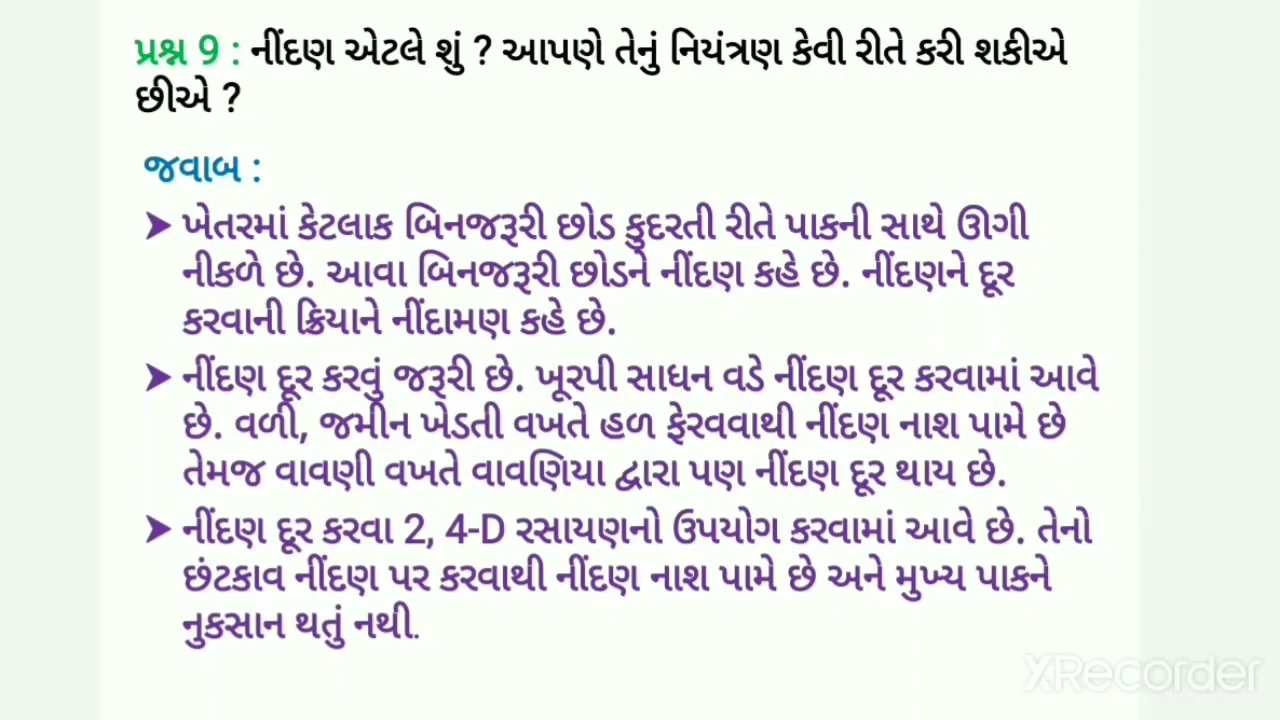 પ્રશ્ન 9 : નીંદણ એટલે શું ? આપણે તેનું નિયંત્રણ કેવી રીતે કરી શકીએ
છીએ ?
જવાબ :
➤ ખેતરમાં કેટલાક બિનજરૂરી છોડ કુદરતી રીતે પાકની સાથે ઊગી
નીકળે છે. આવા બિનજરૂરી છોડને નીંદણ કહે છે. નીંદણને દૂર
કરવાની ક્રિયાને નીંદામણ કહે છે.
➤ નીંદણ દૂર કરવું જરૂરી છે. ખૂરપી સાધન વડે નીંદણ દૂર કરવામાં આવે
છે. વળી, જમીન ખેડતી વખતે હળ ફેરવવાથી નીંદણ નાશ પામે છે
તેમજ વાવણી વખતે વાવણિયા દ્વારા પણ નીંદણ દૂર થાય છે.
➤ નીંદણ દૂર કરવા 2, 4-D રસાયણનો ઉપયોગ કરવામાં આવે છે. તેનો
છંટકાવ નીંદણ પર કરવાથી નીંદણ નાશ પામે છે અને મુખ્ય પાકને
નુકસાન થતું નથી.
XRecorder